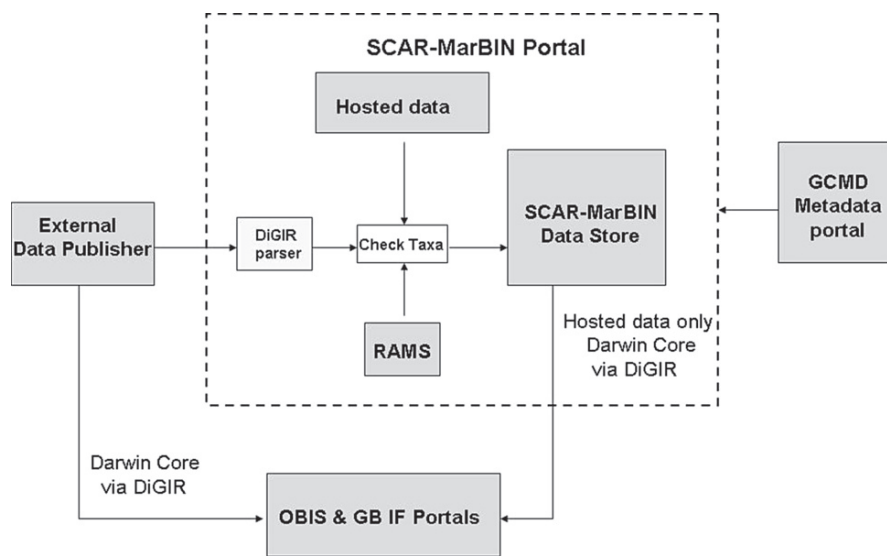 SCAR-MarBIN Portal
Hosted data
External
Data Publisher
DiGIR
parser
Check Taxa
SCAR-MarBIN
Data Store
GCMD
Metadata
portal
RAMS
Hosted data only
Darwin Core
via DiGIR
Darwin Core
via DiGIR
OBIS & GB IF Portals